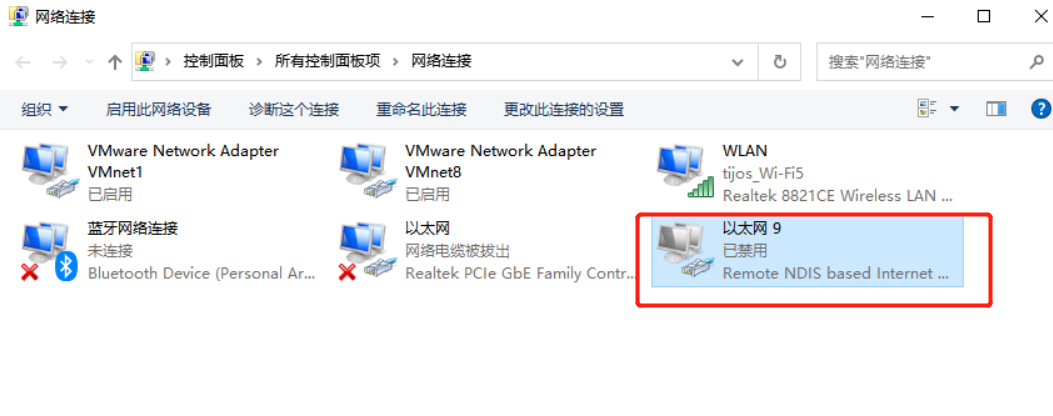 网络连接
控制面板 › 所有控制面板项 › 网络连接
搜索"网络连接"
组织 启用此网络设备 诊断这个连接 重命名此连接 更改此连接的设置
VMware Network Adapter
VMnet1
已启用
VMware Network Adapter
VMnet8
已启用
WLAN
tijos_Wi-Fi5
Realtek 8821CE Wireless LAN ...
蓝牙网络连接
未连接
Bluetooth Device (Personal Ar...
以太网
网络电缆被拔出
Realtek PCIe GbE Family Contr...
以太网 9
已禁用
Remote NDIS based Internet ...